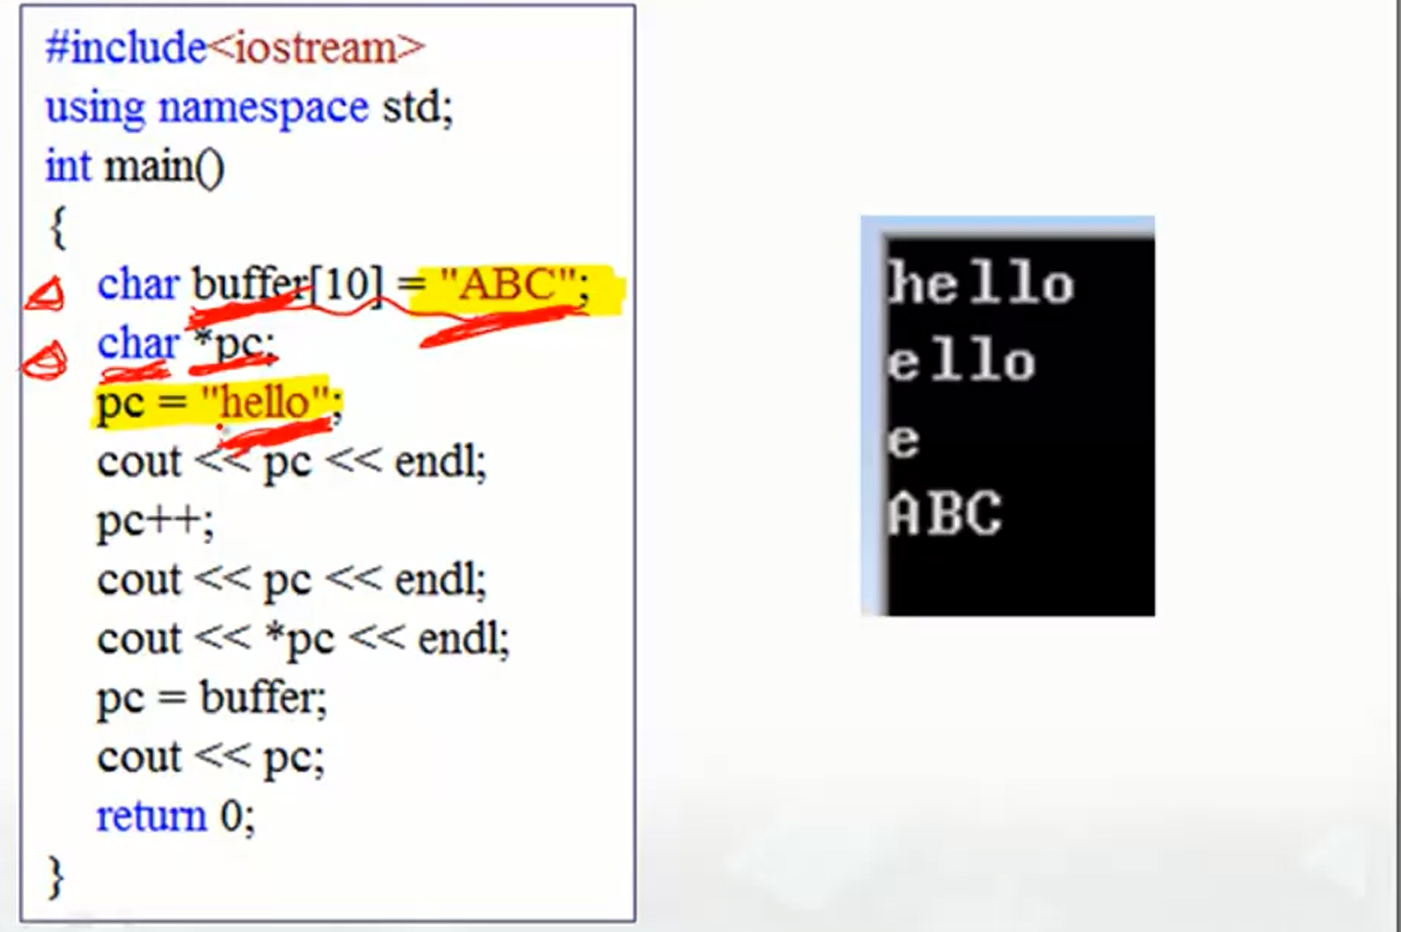 #include<iostream>
using namespace std;
int main()
{
char buffer[10] = "ABC";
char *pc;
pc = "hello";
cout << pc << endl;
pc++;
cout << pc << endl;
cout << *pc << endl;
pc = buffer;
cout << pc;
return 0;
}
hello
ello
e
ABC